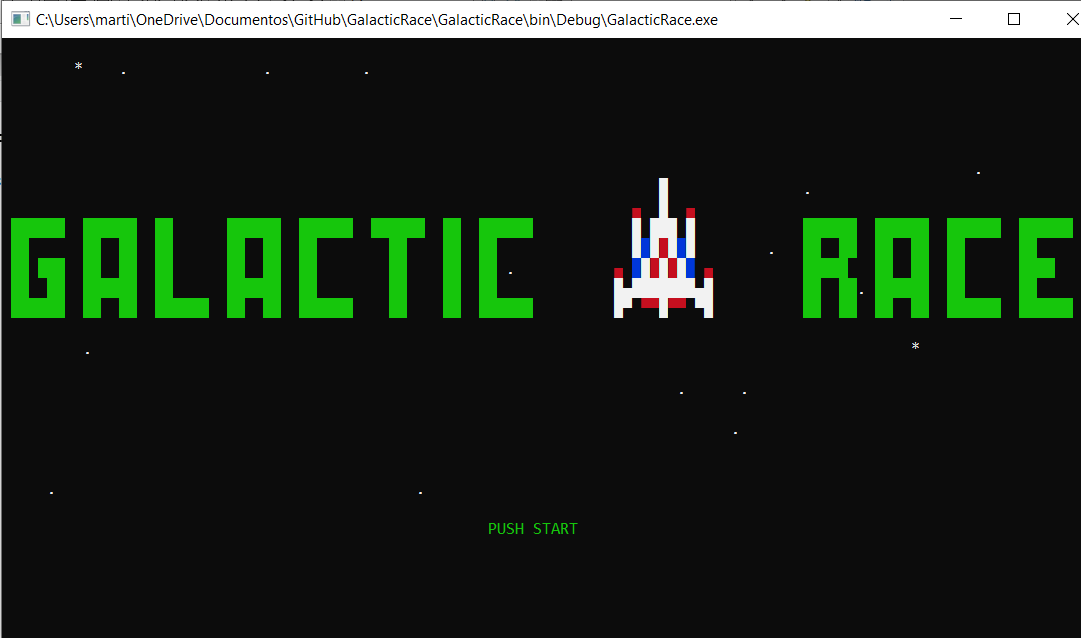 C:\Users\marti\OneDrive\Documentos\GitHub\GalacticRace\GalacticRace\bin\Debug\GalacticRace.exe
GALACTIC RACE
PUSH START